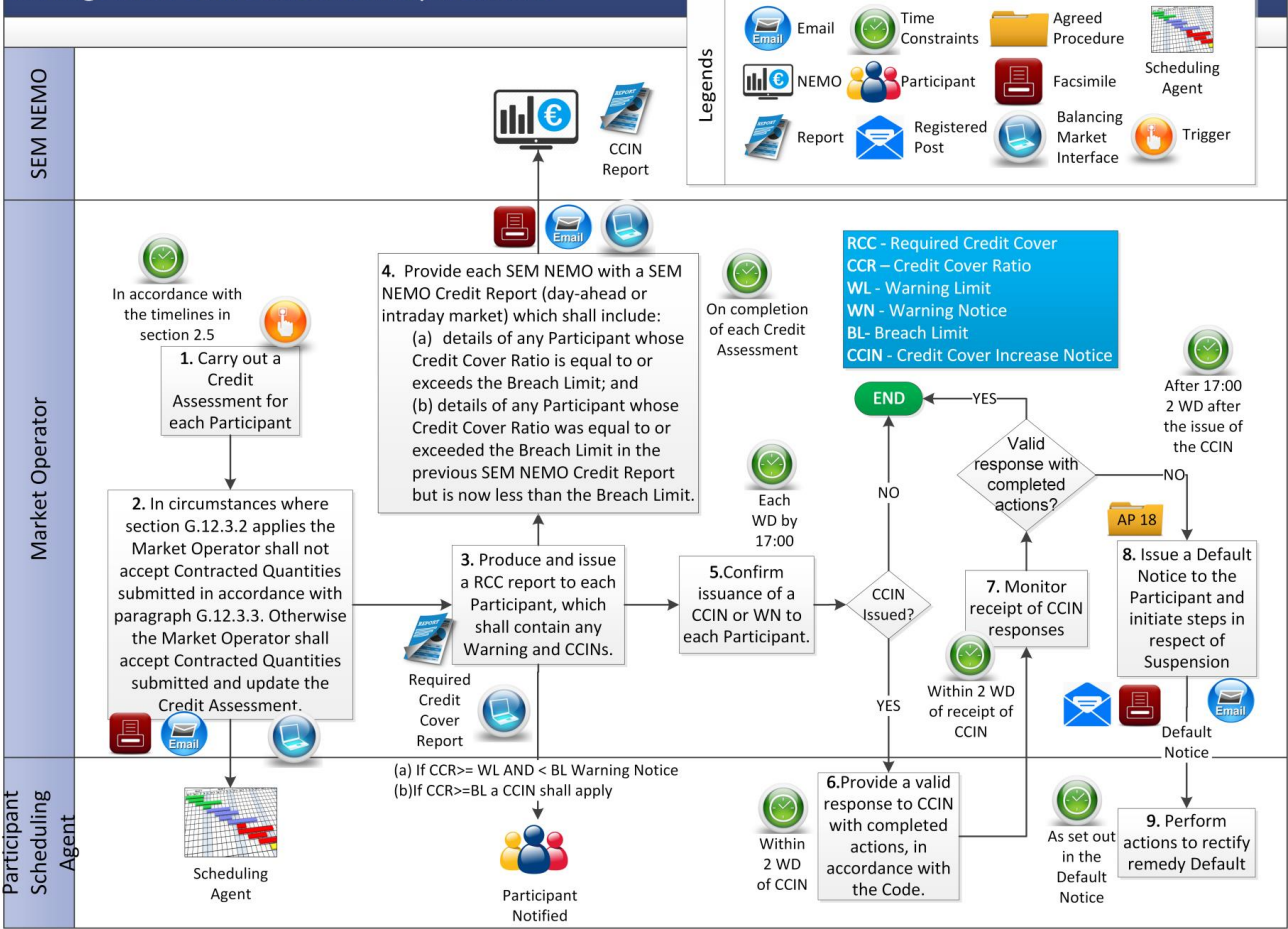 Legends
Email
Time
Constraints
Agreed
Procedure
Scheduling
Agent
NEMO
Participant
Facsimile
Report
Registered
Post
Balancing
Market
Interface
Trigger
SEM NEMO
CCIN
Report
Market Operator
In accordance with
the timelines in
section 2.5
1. Carry out a
Credit
Assessment for
each Participant
2. In circumstances where
section G.12.3.2 applies the
Market Operator shall not
accept Contracted Quantities
submitted in accordance with
paragraph G.12.3.3. Otherwise
the Market Operator shall
accept Contracted Quantities
submitted and update the
Credit Assessment.
Email
Email
4. Provide each SEM NEMO with a SEM
NEMO Credit Report (day-ahead or
intraday market) which shall include:
(a) details of any Participant whose
Credit Cover Ratio is equal to or
exceeds the Breach Limit; and
(b) details of any Participant whose
Credit Cover Ratio was equal to or
exceeded the Breach Limit in the
previous SEM NEMO Credit Report
but is now less than the Breach Limit.
On completion
of each Credit
Assessment
RCC - Required Credit Cover
CCR – Credit Cover Ratio
WL - Warning Limit
WN - Warning Notice
BL- Breach Limit
CCIN - Credit Cover Increase Notice
3. Produce and issue
a RCC report to each
Participant, which
shall contain any
Warning and CCINs.
REPORT
Required
Credit
Cover
Report
Each
WD by
17:00
5.Confirm
issuance of a
CCIN or WN to
each Participant.
CCIN
Issued?
NO
YES
END
YES
Valid
response with
completed
actions?
NO
After 17:00
2 WD after
the issue of
the CCIN
AP 18
7. Monitor
receipt of CCIN
responses
Within 2 WD
of receipt of
CCIN
8. Issue a Default
Notice to the
Participant and
initiate steps in
respect of
Suspension
Email
Default
Notice
Participant
Scheduling
Agent
Scheduling
Agent
(a) If CCR>= WL AND < BL Warning Notice
(b)If CCR>=BL a CCIN shall apply
Participant
Notified
Within
2 WD
of CCIN
6.Provide a valid
response to CCIN
with completed
actions, in
accordance with
the Code.
As set out
in the
Default
Notice
9. Perform
actions to rectify
remedy Default